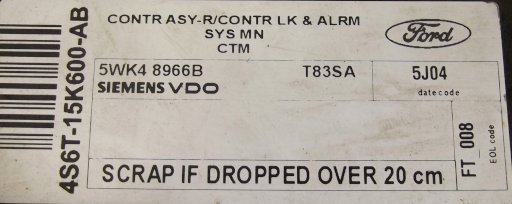 4S6T-15K600-AB
CONTR ASY-R/CONTR LK & ALRM
SYS MN
CTM
Ford
5WK4 8966B T83SA 5J04
SIEMENS VDO datecode
FT 008
EOL code
SCRAP IF DROPPED OVER 20 cm